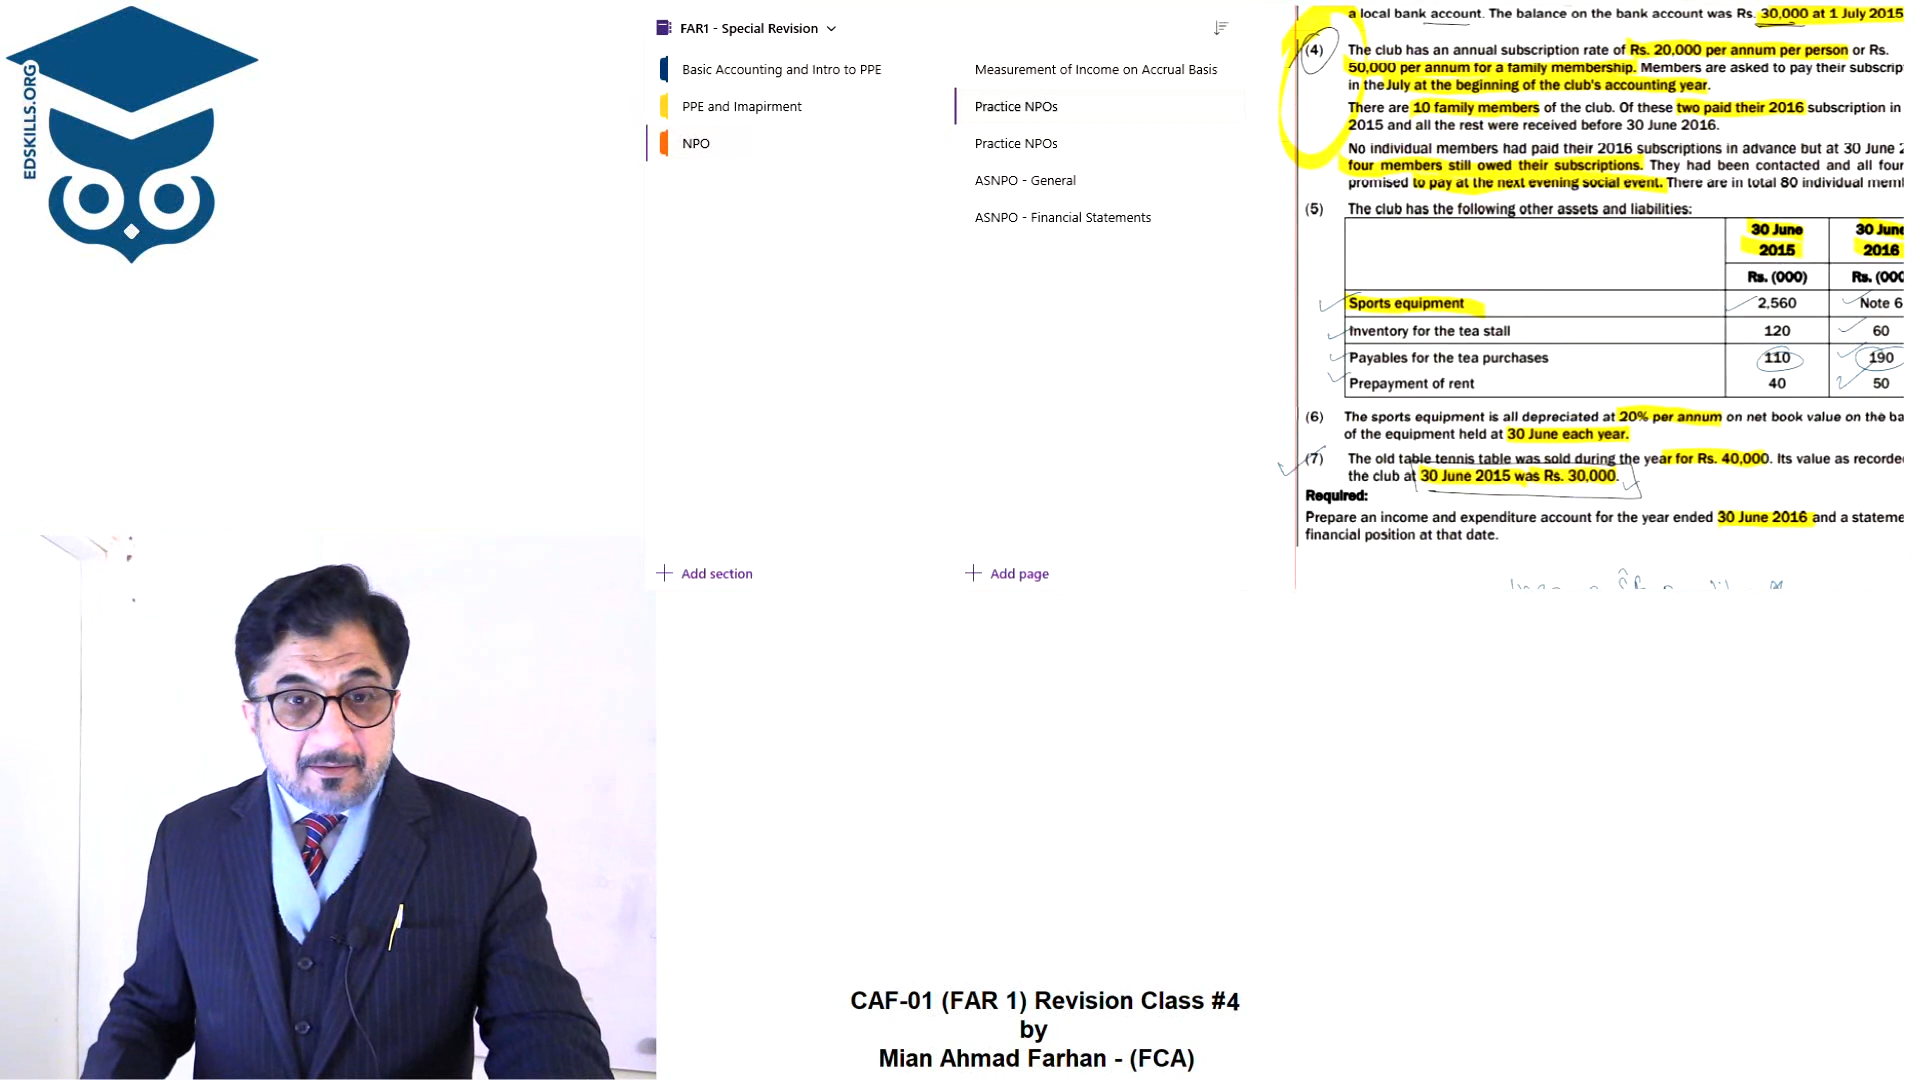 EDSKILLS.ORG
FAR1 - Special Revision
Basic Accounting and Intro to PPE
PPE and Imapirment
NPO
Add section
Measurement of Income on Accrual Basis
Practice NPOs
Practice NPOs
ASNPO - General
ASNPO - Financial Statements
Add page
a local bank account. The balance on the bank account was Rs. 30,000 at 1 July 2015
(4) The club has an annual subscription rate of Rs. 20,000 per annum per person or Rs.
50,000 per annum for a family membership. Members are asked to pay their subscrip
in the July at the beginning of the club's accounting year.
There are 10 family members of the club. Of these two paid their 2016 subscription in
2015 and all the rest were received before 30 June 2016.
No individual members had paid their 2016 subscriptions in advance but at 30 June 2
four members still owed their subscriptions. They had been contacted and all four
promised to pay at the next evening social event. There are in total 80 individual mem
(5) The club has the following other assets and liabilities:
30 June 2015 30 June 2016
Rs. (000) Rs. (000
Sports equipment 2,560 Note 6
Inventory for the tea stall 120 60
Payables for the tea purchases 110 190
Prepayment of rent 40 50
(6) The sports equipment is all depreciated at 20% per annum on net book value on the ba
of the equipment held at 30 June each year.
(7) The old table tennis table was sold during the year for Rs. 40,000. Its value as recorde
the club at 30 June 2015 was Rs. 30,000.
Required:
Prepare an income and expenditure account for the year ended 30 June 2016 and a stateme
financial position at that date.
CAF-01 (FAR 1) Revision Class #4
by
Mian Ahmad Farhan - (FCA)